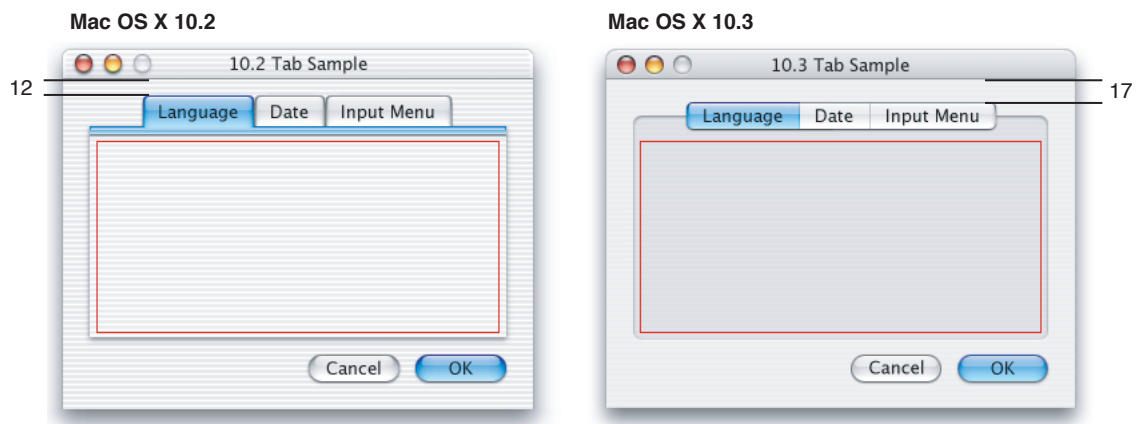 Mac OS X 10.2
Mac OS X 10.3
10.2 Tab Sample
10.3 Tab Sample
12
17
Language Date Input Menu
Language Date Input Menu
Cancel OK
Cancel OK